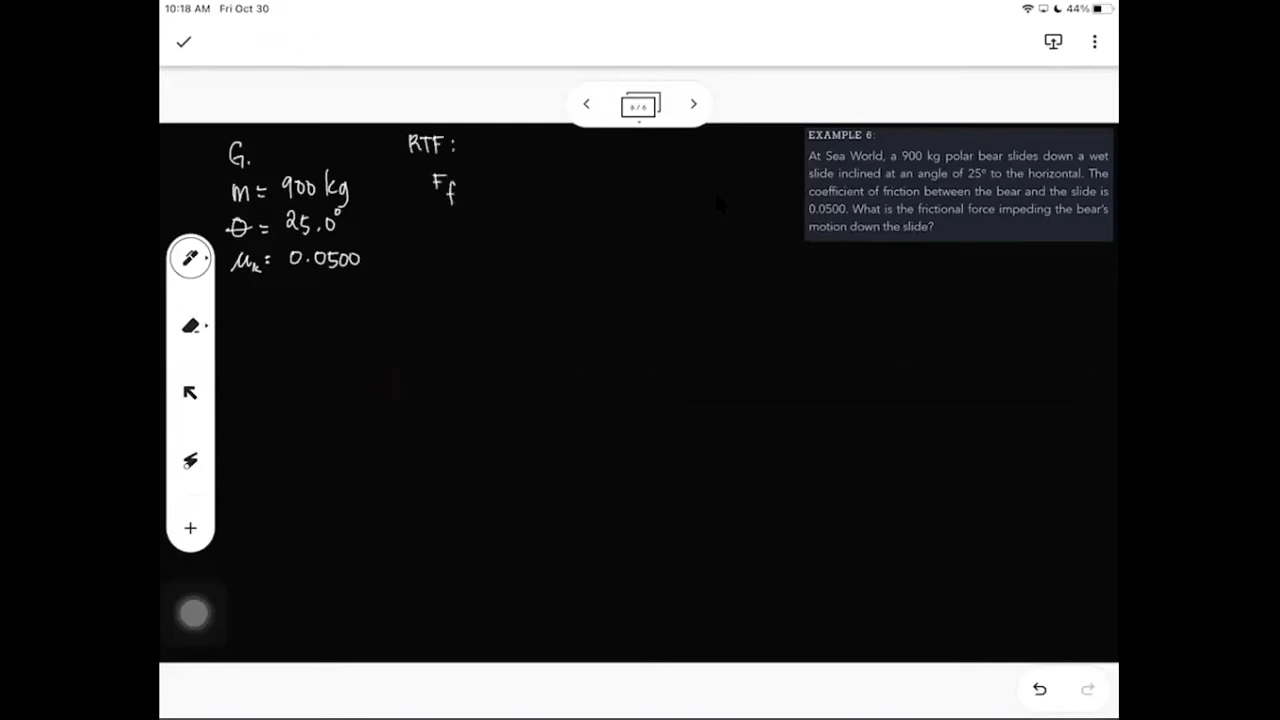 10:18 AM Fri Oct 30
44%
6 / 6
G.
m = 900 kg
θ = 25.0°
μk = 0.0500
RTF:
Ff
EXAMPLE 6:
At Sea World, a 900 kg polar bear slides down a wet
slide inclined at an angle of 25° to the horizontal. The
coefficient of friction between the bear and the slide is
0.0500. What is the frictional force impeding the bear's
motion down the slide?